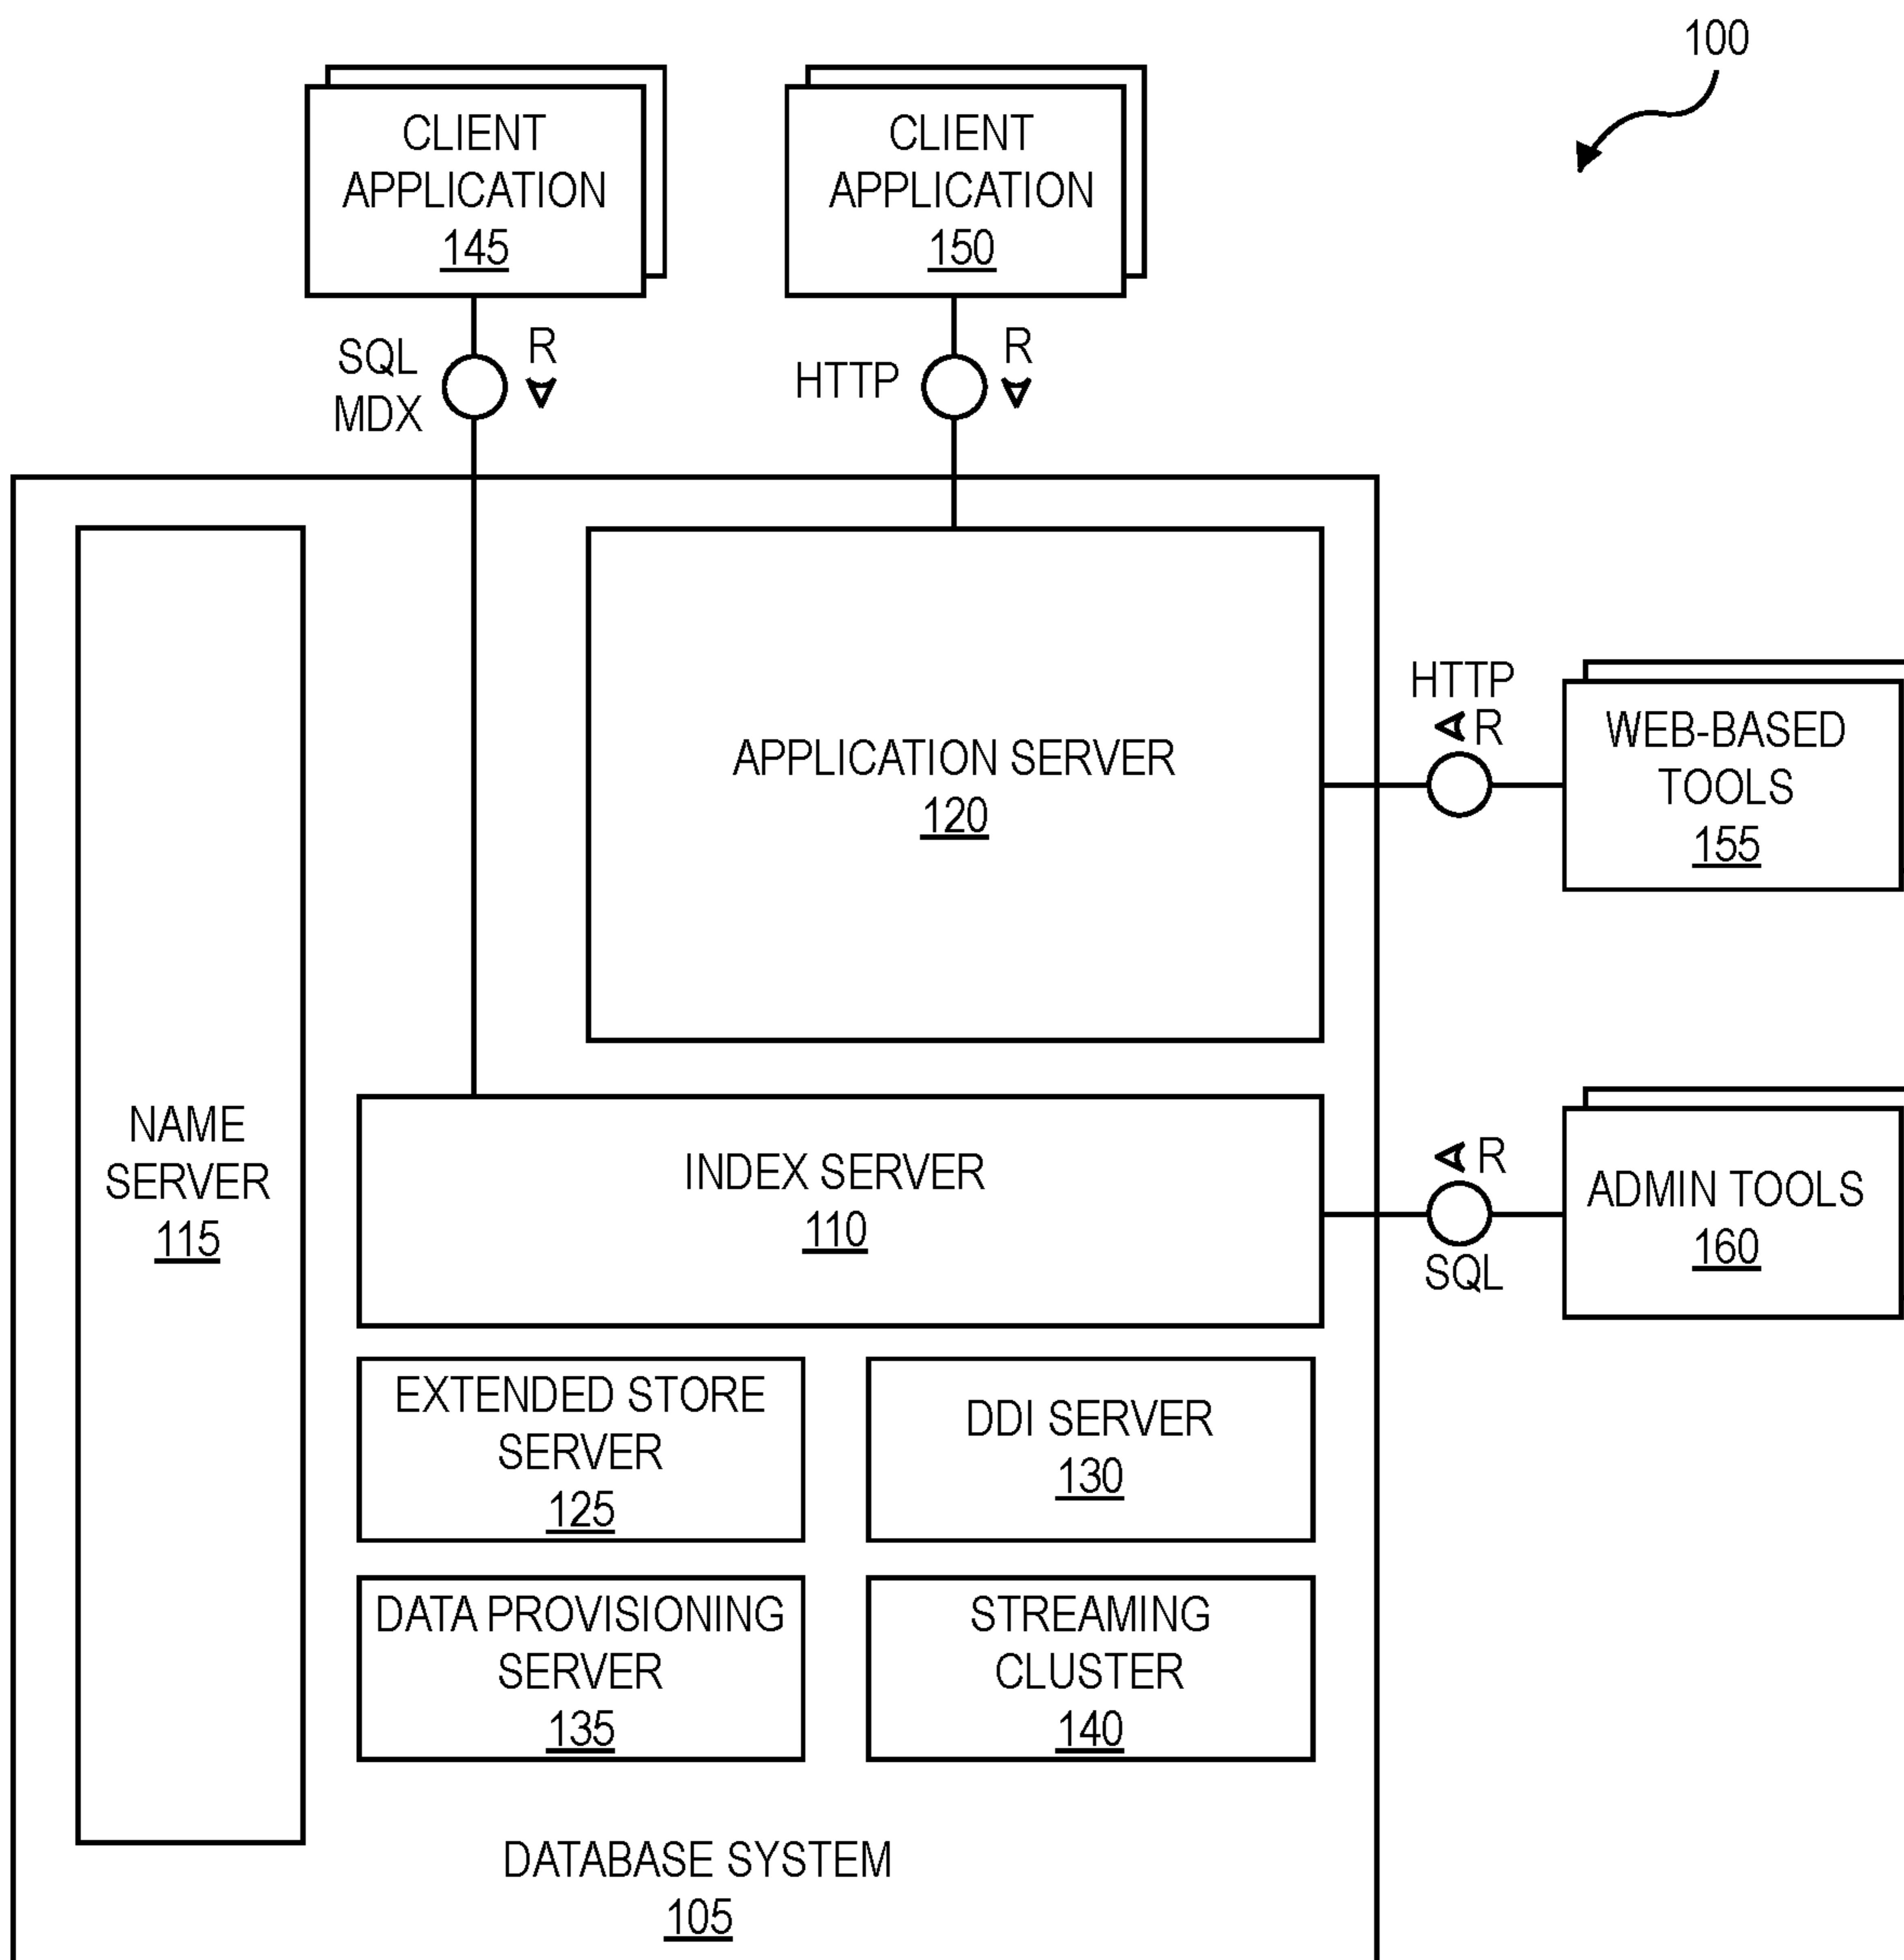 100
CLIENT
APPLICATION
145
CLIENT
APPLICATION
150
SQL
MDX
R
HTTP
R
APPLICATION SERVER
120
HTTP
R
WEB-BASED
TOOLS
155
NAME
SERVER
115
INDEX SERVER
110
R
SQL
ADMIN TOOLS
160
EXTENDED STORE
SERVER
125
DDI SERVER
130
DATA PROVISIONING
SERVER
135
STREAMING
CLUSTER
140
DATABASE SYSTEM
105